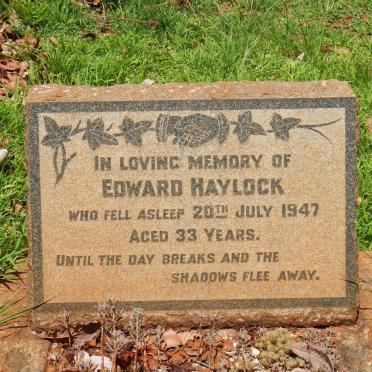 IN LOVING MEMORY OF
EDWARD HAYLOCK
WHO FELL ASLEEP 20TH JULY 1947
AGED 33 YEARS.
UNTIL THE DAY BREAKS AND THE
SHADOWS FLEE AWAY.